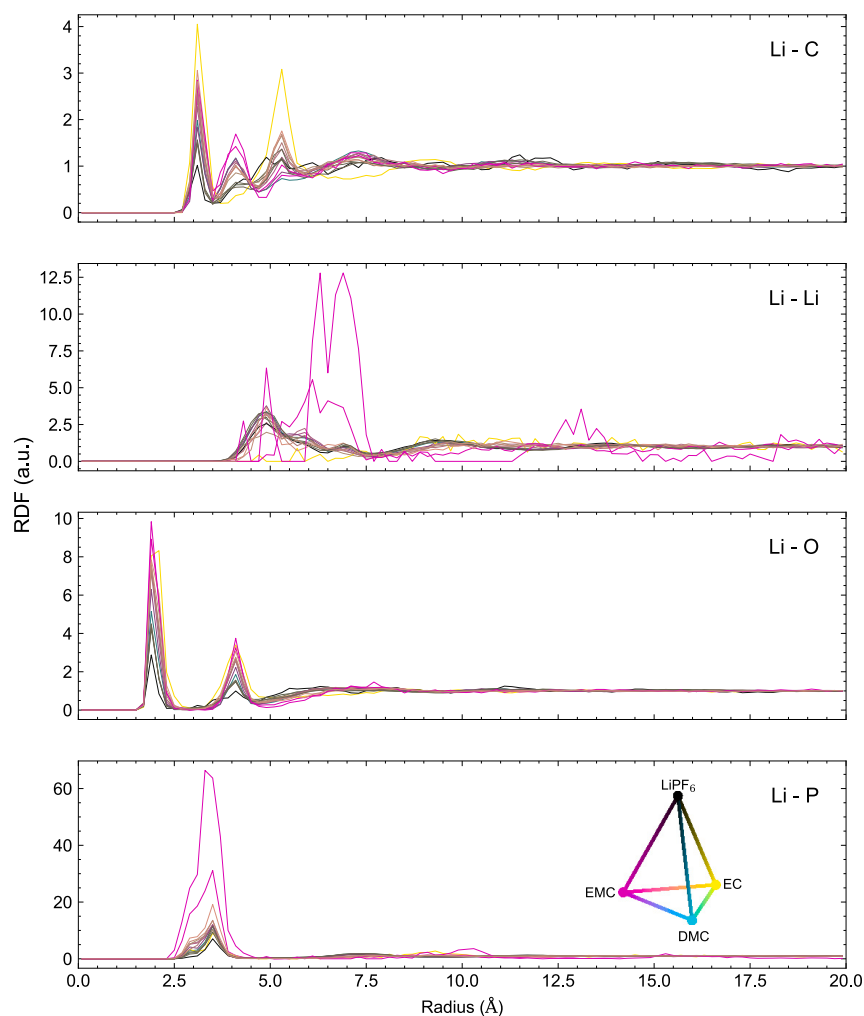 4
3
2
1
0
Li - C
12.5
10.0
7.5
5.0
2.5
0.0
Li - Li
RDF (a.u.)
10
8
6
4
2
0
Li - O
60
40
20
0
Li - P
LiPF₆
EMC
EC
DMC
0.0 2.5 5.0 7.5 10.0 12.5 15.0 17.5 20.0
Radius (Å)